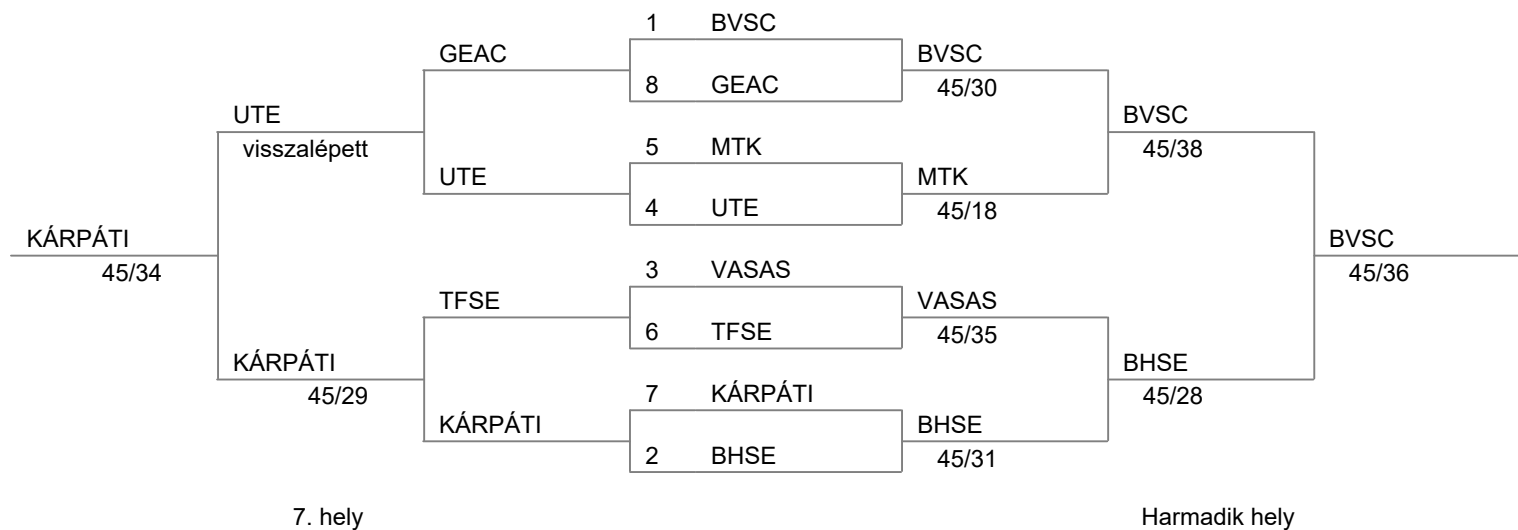 1 BVSC
GEAC
BVSC
8 GEAC
45/30
UTE
BVSC
visszalépett
5 MTK
45/38
UTE
MTK
4 UTE
45/18
KÁRPÁTI
BVSC
45/34
3 VASAS
45/36
TFSE
VASAS
6 TFSE
45/35
KÁRPÁTI
BHSE
45/29
7 KÁRPÁTI
45/28
KÁRPÁTI
BHSE
2 BHSE
45/31
7. hely
Harmadik hely